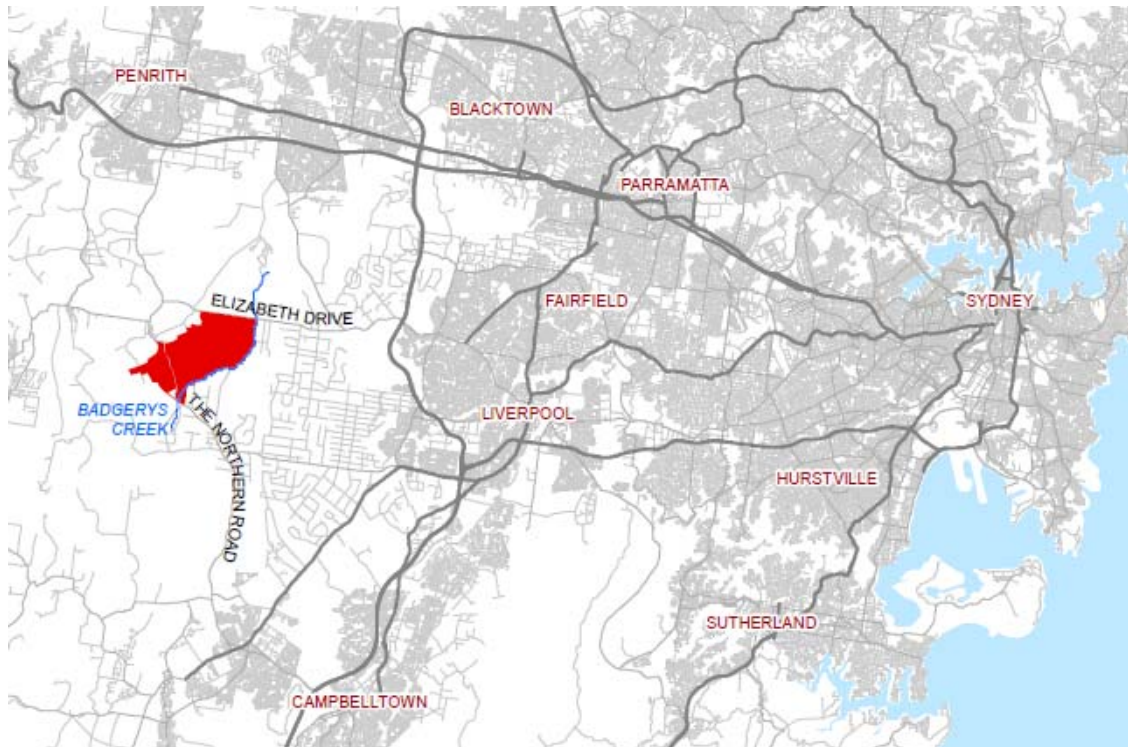 PENRITH
BLACKTOWN
PARRAMATTA
ELIZABETH DRIVE
FAIRFIELD
SYDNEY
BADGERYS
CREEK
THE NORTHERN ROAD
LIVERPOOL
HURSTVILLE
SUTHERLAND
CAMPBELLTOWN